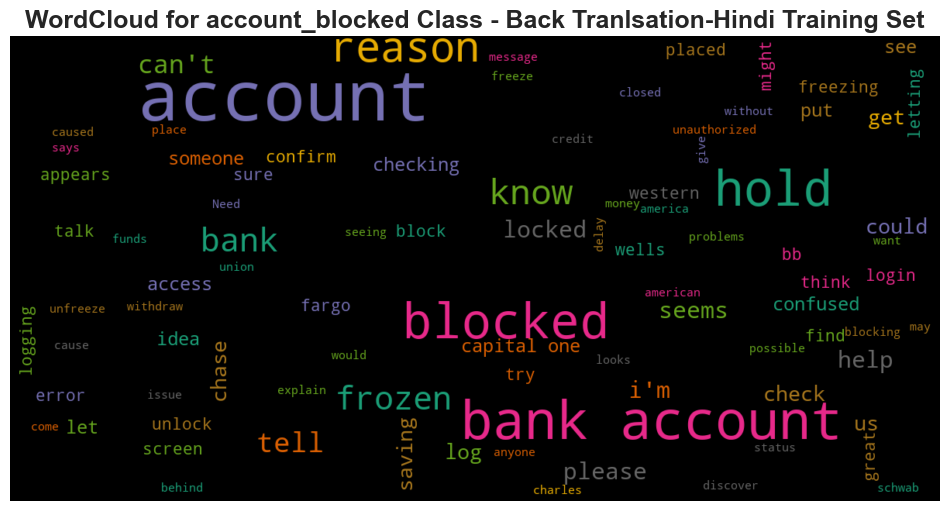 WordCloud for account_blocked Class - Back Tranlsation-Hindi Training Set
reason
message
placed
see
can't
account
freeze
closed
might
freezing
letting
without
put
get
caused
place
credit
unauthorized
says
someone
confirm
checking
give
appears
sure
know
western
hold
Need
money
america
talk
funds
bank
seeing
block
locked
delay
wells
problems
could
want
union
bb
access
american
think
login
unfreeze
withdraw
fargo
blocked
seems
confused
logging
idea
capital one
find
blocking
may
cause
chase
would
looks
possible
help
try
error
issue
explain
frozen
i'm
check
come
let
unlock
tell
bank account
us
screen
saving
log
anyone
status
great
please
behind
charles
discover
schwab